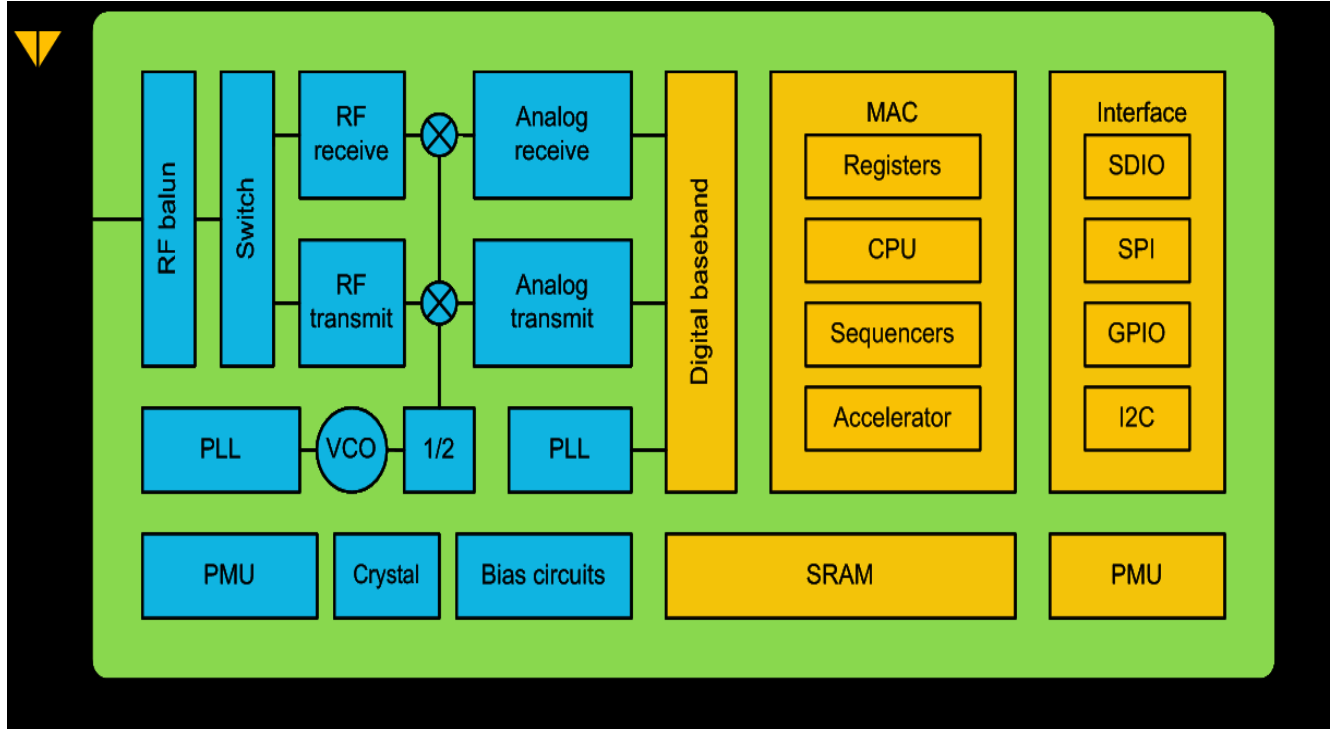 RF balun
Switch
RF
receive
Analog
receive
RF
transmit
Analog
transmit
PLL
VCO
1/2
PLL
Digital baseband
MAC
Registers
CPU
Sequencers
Accelerator
Interface
SDIO
SPI
GPIO
I2C
PMU
Crystal
Bias circuits
SRAM
PMU